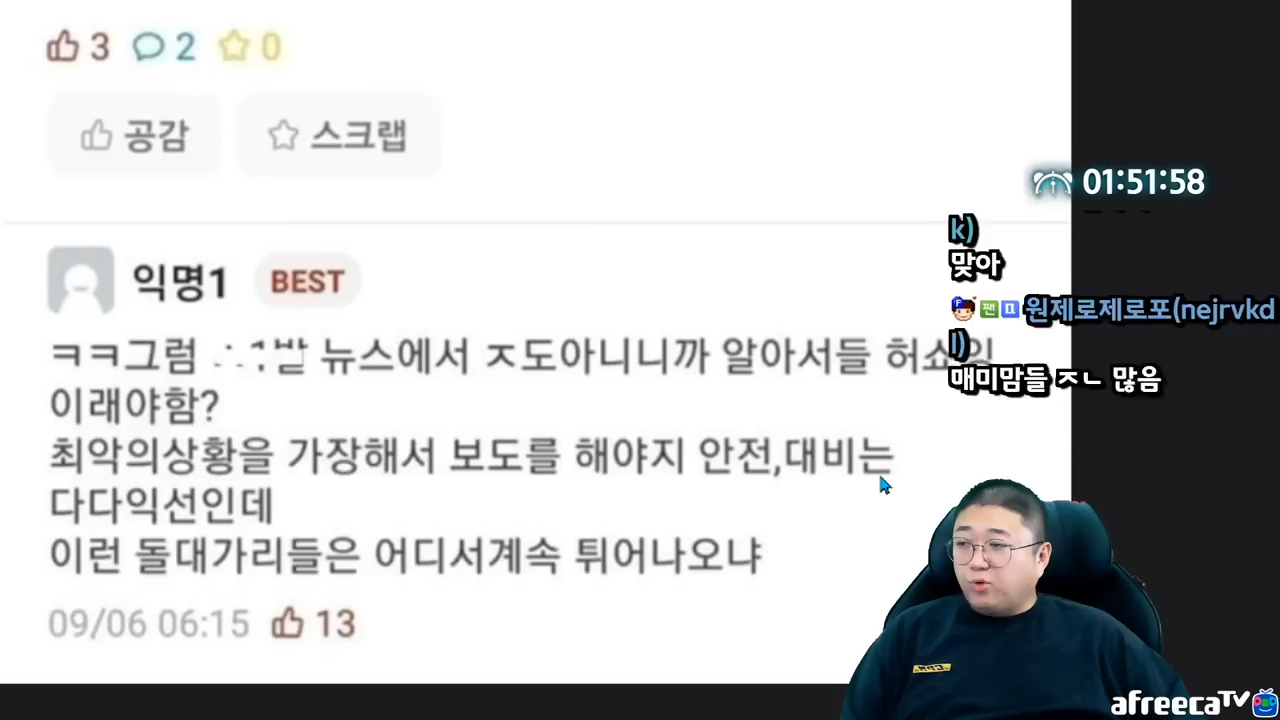 3 2 0
공감 스크랩
01:51:58
k)
맞아
원제로제로포(nejrvkd
l)
매미맘들 ㅈㄴ 많음
익명1 BEST
ㅋㅋ그럼 뉴스에서 ㅈ도아니니까 알아서들 허쇼잉
이래야함?
최악의상황을 가장해서 보도를 해야지 안전,대비는
다다익선인데
이런 돌대가리들은 어디서계속 튀어나오냐
09/06 06:15 13
afreecaTV